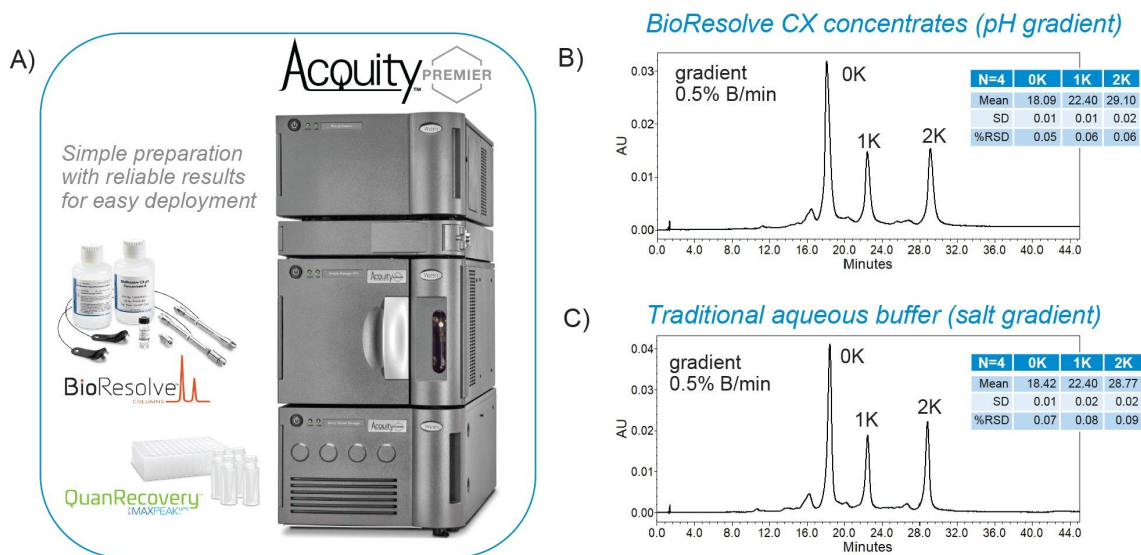 A)
Acquity PREMIER
™
Simple preparation
with reliable results
for easy deployment
BioResolve
COLUMNS
QuanRecovery™
MAXPEAK HPS
Waters
Acquity
Waters
Acquity
Waters
BioResolve CX concentrates (pH gradient)
B)
gradient
0.5% B/min
0K
1K
2K
N=4 0K 1K 2K
Mean 18.09 22.40 29.10
SD 0.01 0.01 0.02
%RSD 0.05 0.06 0.06
AU
0.03
0.02
0.01
0.00
0.0 4.0 8.0 12.0 16.0 20.0 24.0 28.0 32.0 36.0 40.0 44.0
Minutes
Traditional aqueous buffer (salt gradient)
C)
gradient
0.5% B/min
0K
1K
2K
N=4 0K 1K 2K
Mean 18.42 22.40 28.77
SD 0.01 0.02 0.02
%RSD 0.07 0.08 0.09
AU
0.04
0.03
0.02
0.01
0.00
0.0 4.0 8.0 12.0 16.0 20.0 24.0 28.0 32.0 36.0 40.0 44.0
Minutes